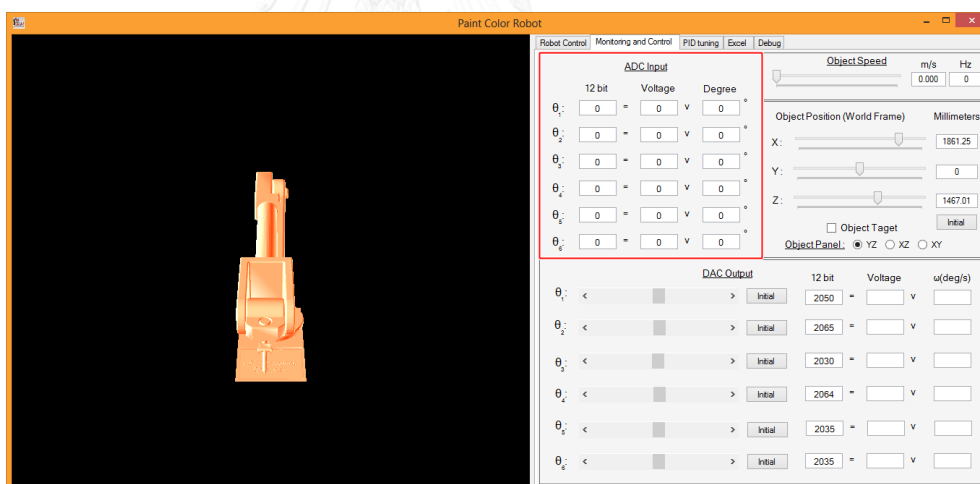 Paint Color Robot
Robot Control Monitoring and Control PID tuning Excel Debug
ADC Input
12 bit Voltage Degree
θ1: 0 = 0 v 0 °
θ2: 0 = 0 v 0 °
θ3: 0 = 0 v 0 °
θ4: 0 = 0 v 0 °
θ5: 0 = 0 v 0 °
θ6: 0 = 0 v 0 °
Object Speed m/s Hz
0.000 0
Object Position (World Frame) Millimeters
X: 1861.25
Y: 0
Z: 1467.01
Initial
Object Taget
Object Panel: YZ XZ XY
DAC Output 12 bit Voltage ω(deg/s)
θ1: < > Initial 2050 = v
θ2: < > Initial 2065 = v
θ3: < > Initial 2030 = v
θ4: < > Initial 2064 = v
θ5: < > Initial 2035 = v
θ6: < > Initial 2035 = v